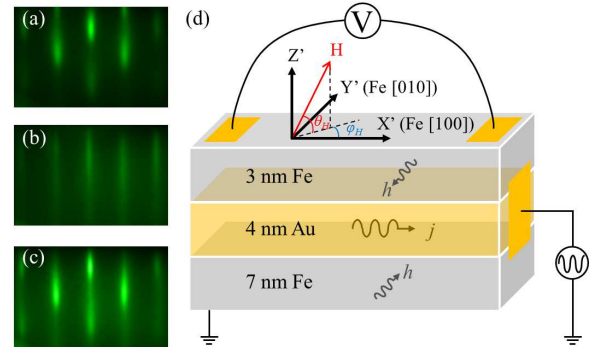 (a)
(b)
(c)
(d)
V
Z'
H
Y' (Fe [010])
θH
φH
X' (Fe [100])
3 nm Fe
h
4 nm Au
j
7 nm Fe
h